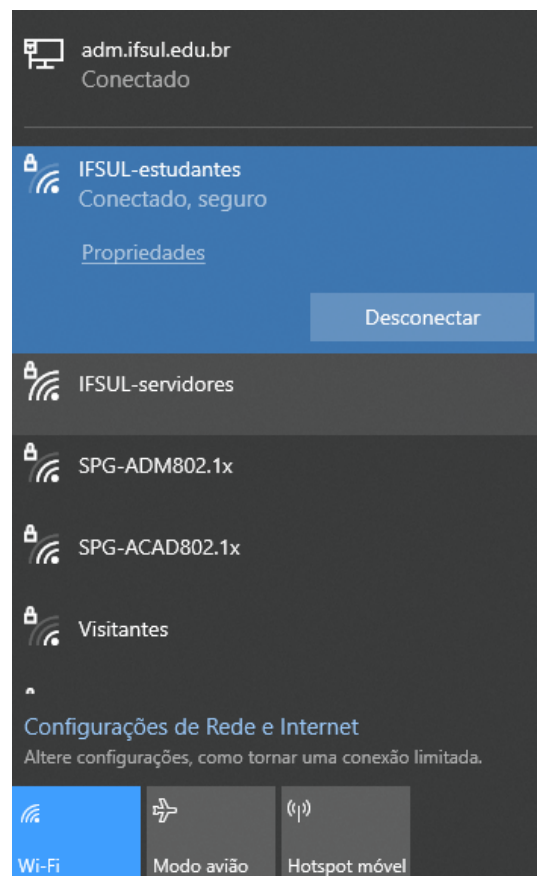 adm.ifsul.edu.br
Conectado
IFSUL-estudantes
Conectado, seguro
Propriedades
Desconectar
IFSUL-servidores
SPG-ADM802.1x
SPG-ACAD802.1x
Visitantes
Configurações de Rede e Internet
Altere configurações, como tornar uma conexão limitada.
Wi-Fi
Modo avião
Hotspot móvel